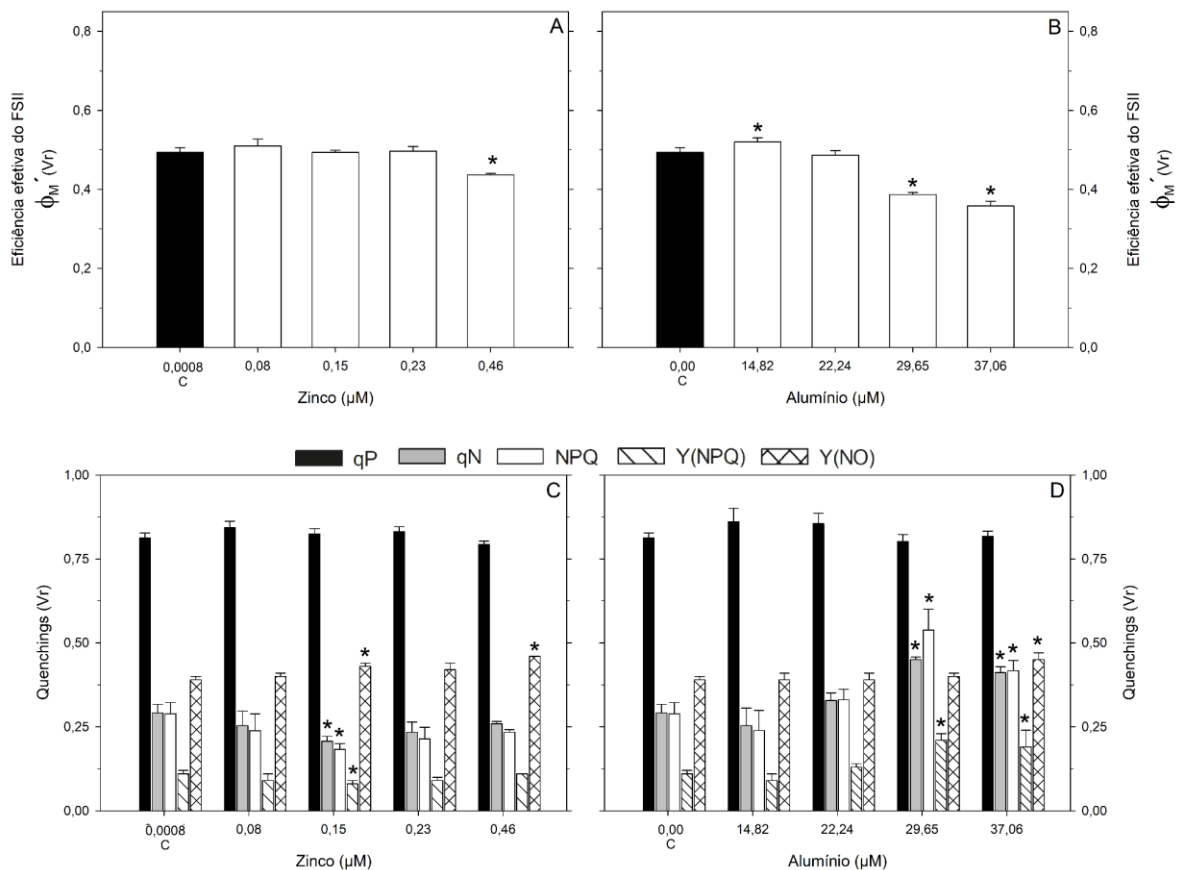 A
0,8
0,6
0,4
0,2
0,0
Eficiência efetiva do FSII
ϕM´ (Vr)
*
0,0008 0,08 0,15 0,23 0,46
C
Zinco (µM)
B
* * *
0,8
0,6
0,4
0,2
0,0
Eficiência efetiva do FSII
ϕM´ (Vr)
0,00 14,82 22,24 29,65 37,06
C
Alumínio (µM)
qP qN NPQ Y(NPQ) Y(NO)
C
1,00
0,75
0,50
0,25
0,00
Quenchings (Vr)
* * * * *
0,0008 0,08 0,15 0,23 0,46
C
Zinco (µM)
D
* * * * * * *
1,00
0,75
0,50
0,25
0,00
Quenchings (Vr)
0,00 14,82 22,24 29,65 37,06
C
Alumínio (µM)